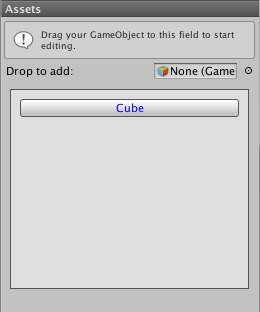 Assets
Drag your GameObject to this field to start
editing.
Drop to add:
None (Game
Cube